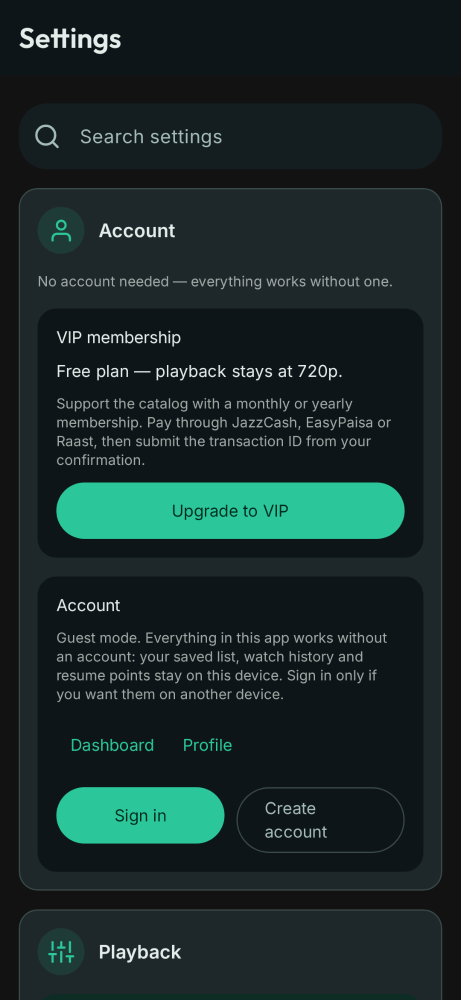 Settings
Search settings
Account
No account needed — everything works without one.
VIP membership
Free plan — playback stays at 720p.
Support the catalog with a monthly or yearly
membership. Pay through JazzCash, EasyPaisa or
Raast, then submit the transaction ID from your
confirmation.
Upgrade to VIP
Account
Guest mode. Everything in this app works without
an account: your saved list, watch history and
resume points stay on this device. Sign in only if
you want them on another device.
Dashboard Profile
Sign in
Create
account
Playback